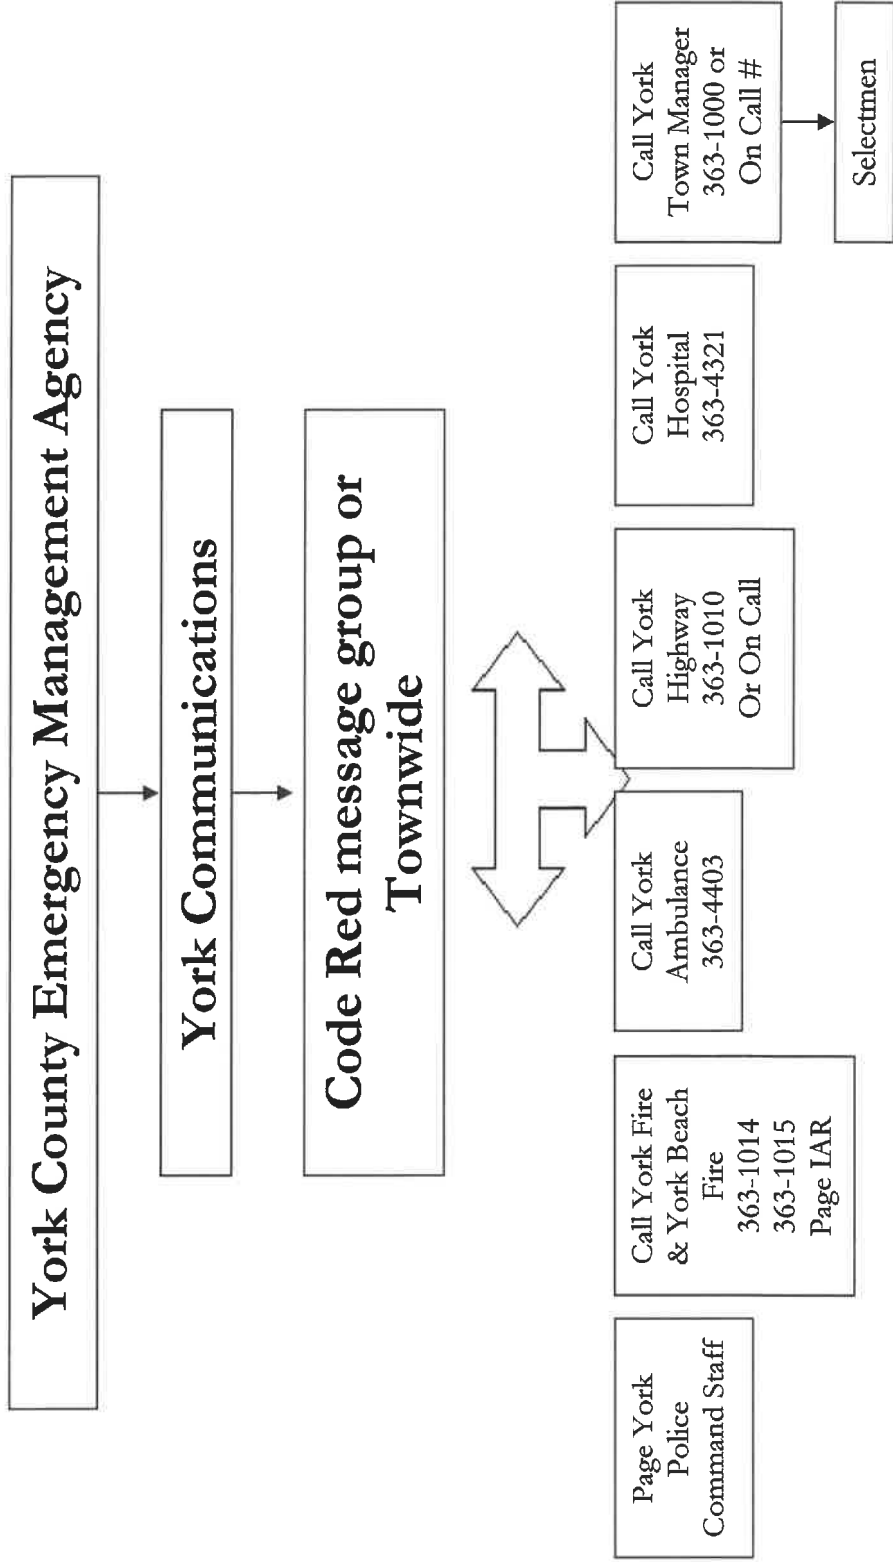 York County Emergency Management Agency
York Communications
Code Red message group or
Townwide
Page York
Police
Command Staff
Call York Fire
& York Beach
Fire
363-1014
363-1015
Page IAR
Call York
Ambulance
363-4403
Call York
Highway
363-1010
Or On Call
Call York
Hospital
363-4321
Call York
Town Manager
363-1000 or
On Call #
Selectmen